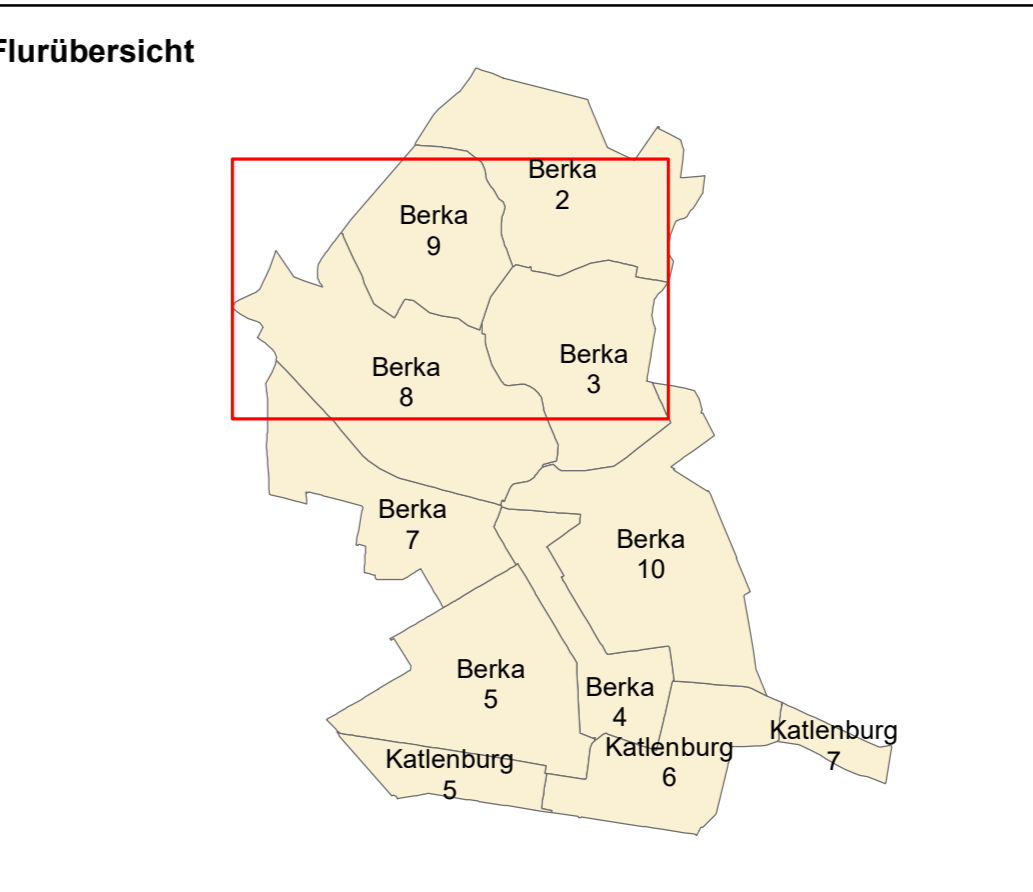 Flurübersicht
Berka
2
Berka
9
Berka
3
Berka
8
Berka
7
Berka
10
Berka
5
Berka
4
Katlenburg
7
Katlenburg
6
Katlenburg
5